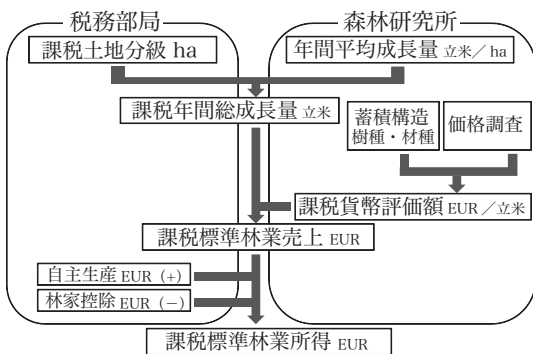 税務部局
森林研究所
課税土地分級 ha
年間平均成長量 立米／ha
課税年間総成長量 立米
蓄積構造
樹種・材種
価格調査
課税貨幣評価額 EUR／立米
課税標準林業売上 EUR
自主生産 EUR (+)
林家控除 EUR (−)
課税標準林業所得 EUR